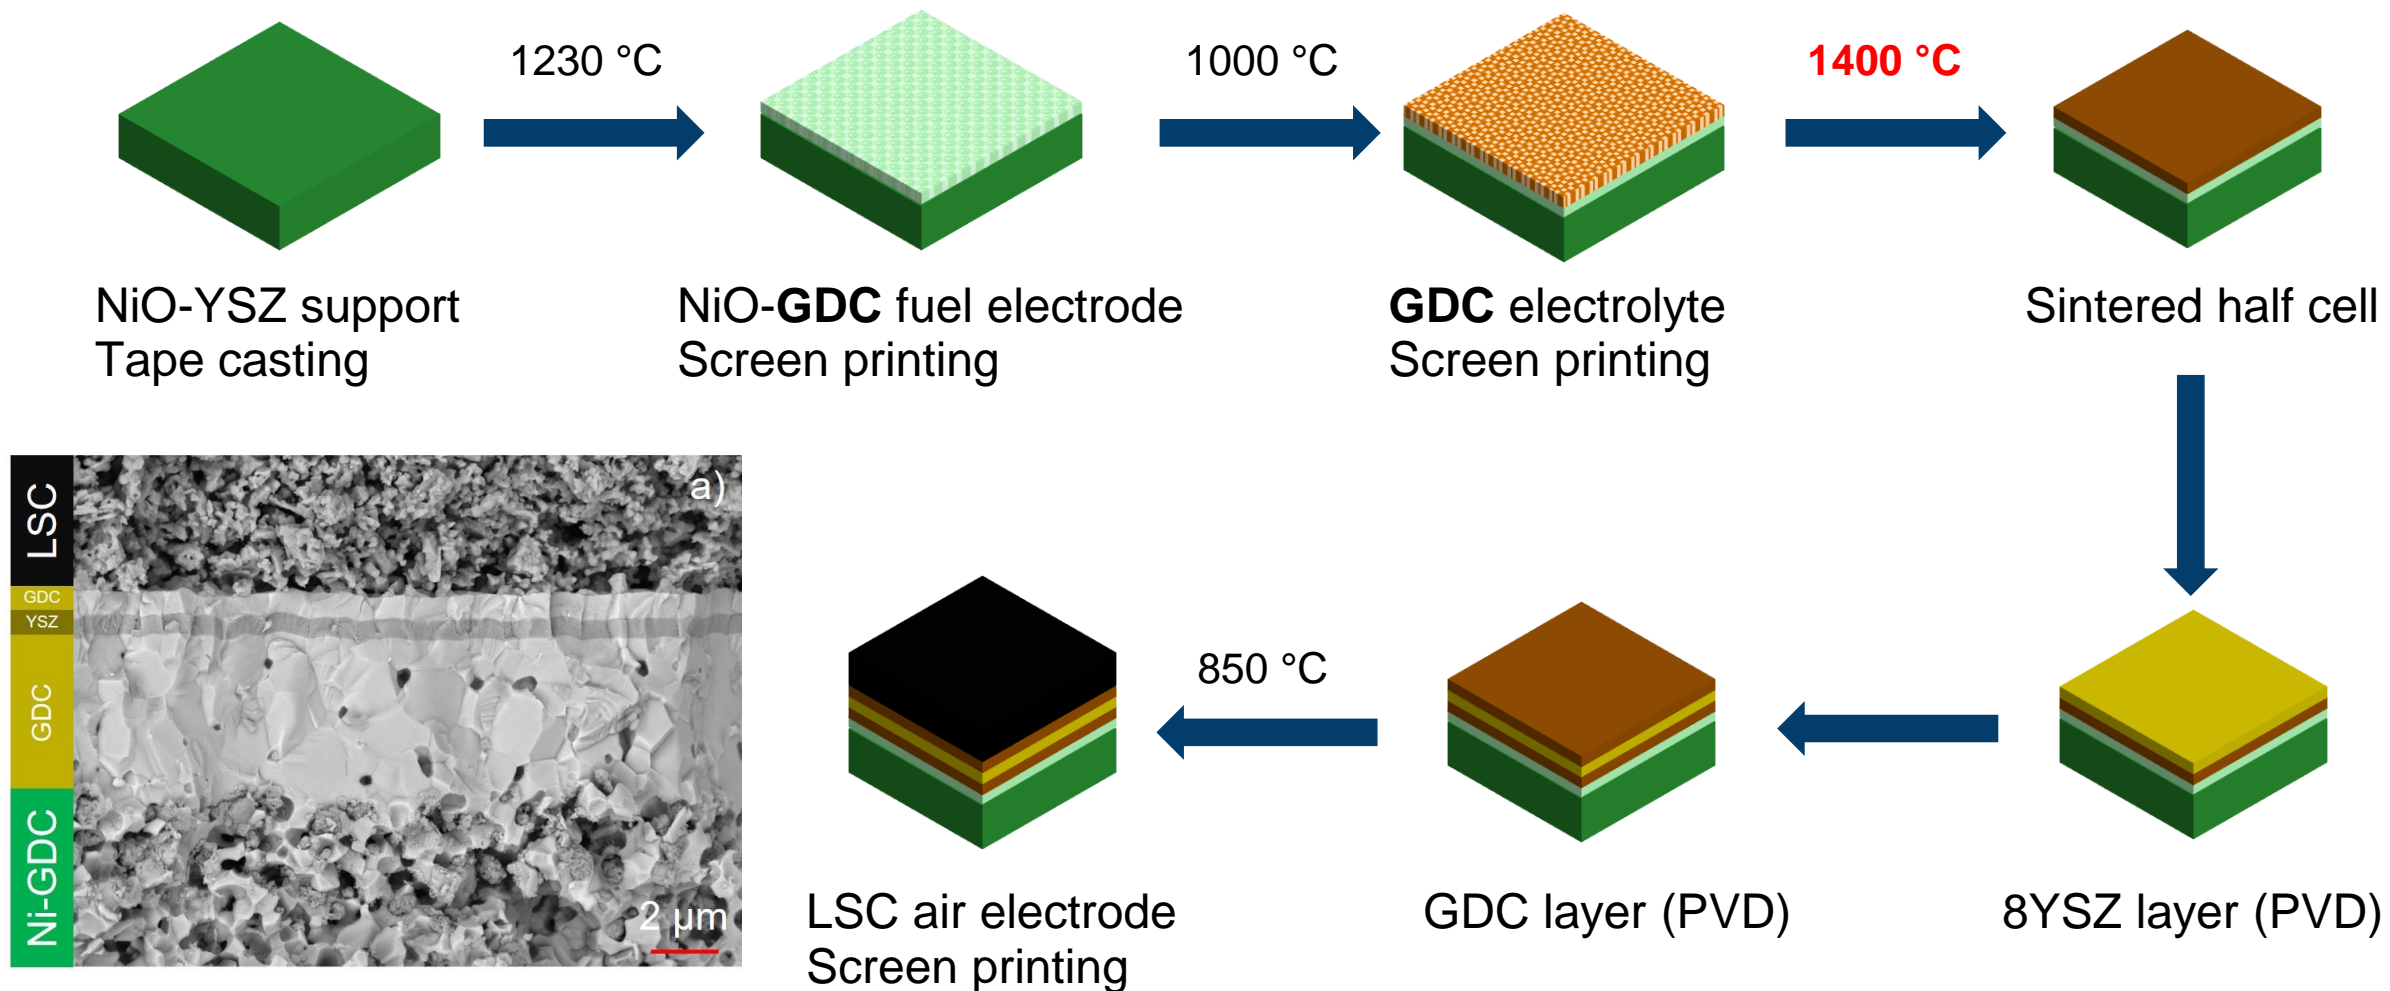 1230 °C
1000 °C
1400 °C
NiO-YSZ support
Tape casting
NiO-GDC fuel electrode
Screen printing
GDC electrolyte
Screen printing
Sintered half cell
LSC
GDC
YSZ
GDC
Ni-GDC
a)
2 µm
850 °C
LSC air electrode
Screen printing
GDC layer (PVD)
8YSZ layer (PVD)